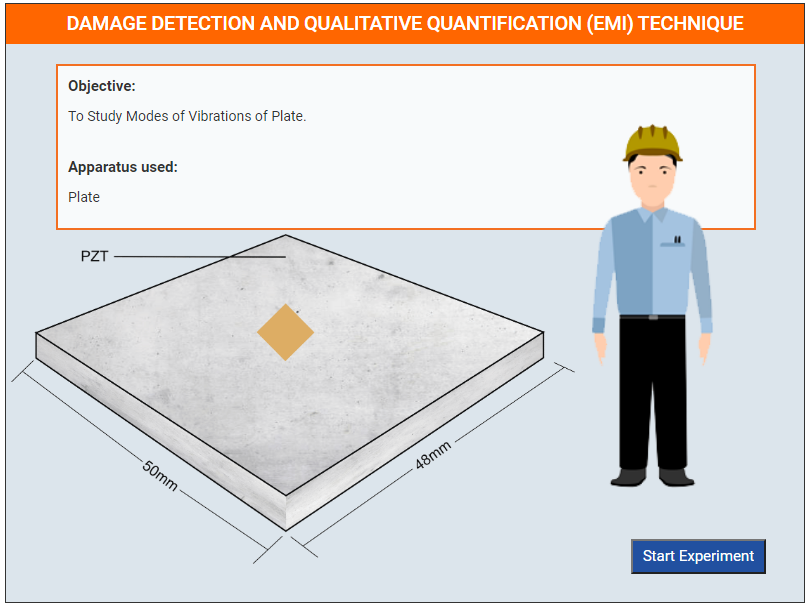 DAMAGE DETECTION AND QUALITATIVE QUANTIFICATION (EMI) TECHNIQUE
Objective:
To Study Modes of Vibrations of Plate.
Apparatus used:
Plate
PZT
50mm
48mm
Start Experiment